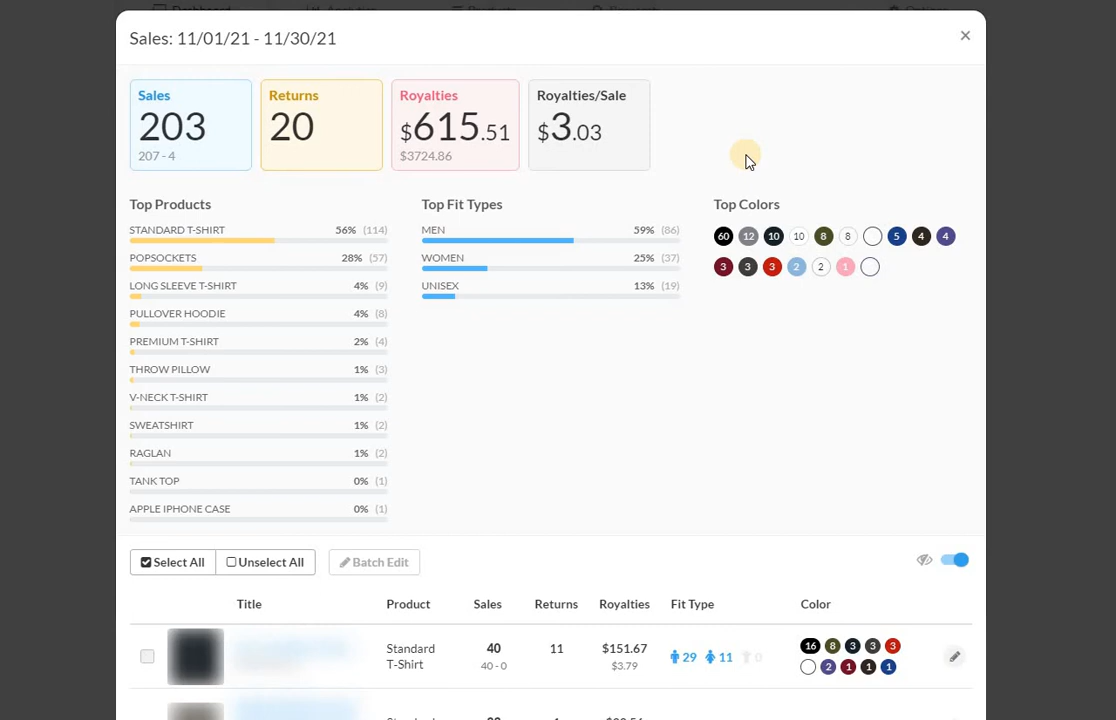 Sales: 11/01/21 - 11/30/21
×
Sales
203
207 - 4
Returns
20
Royalties
$615.51
$3724.86
Royalties/Sale
$3.03
Top Products
STANDARD T-SHIRT 56% (114)
POPSOCKETS 28% (57)
LONG SLEEVE T-SHIRT 4% (9)
PULLOVER HOODIE 4% (8)
PREMIUM T-SHIRT 2% (4)
THROW PILLOW 1% (3)
V-NECK T-SHIRT 1% (2)
SWEATSHIRT 1% (2)
RAGLAN 1% (2)
TANK TOP 0% (1)
APPLE IPHONE CASE 0% (1)
Top Fit Types
MEN 59% (86)
WOMEN 25% (37)
UNISEX 13% (19)
Top Colors
60 12 10 10 8 8 5 4 4
3 3 3 2 2 1
Select All Unselect All Batch Edit
Title Product Sales Returns Royalties Fit Type Color
Standard T-Shirt
40
40 - 0
11
$151.67
$3.79
29 11 0
16 8 3 3 3
2 1 1 1